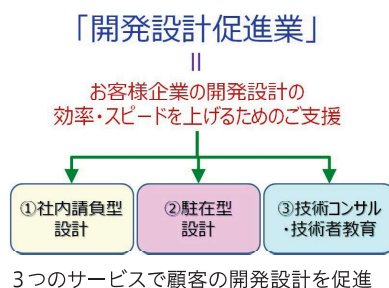 「開発設計促進業」
=
お客様企業の開発設計の
効率・スピードを上げるためのご支援
①社内請負型
設計
②駐在型
設計
③技術コンサル
・技術者教育
3つのサービスで顧客の開発設計を促進